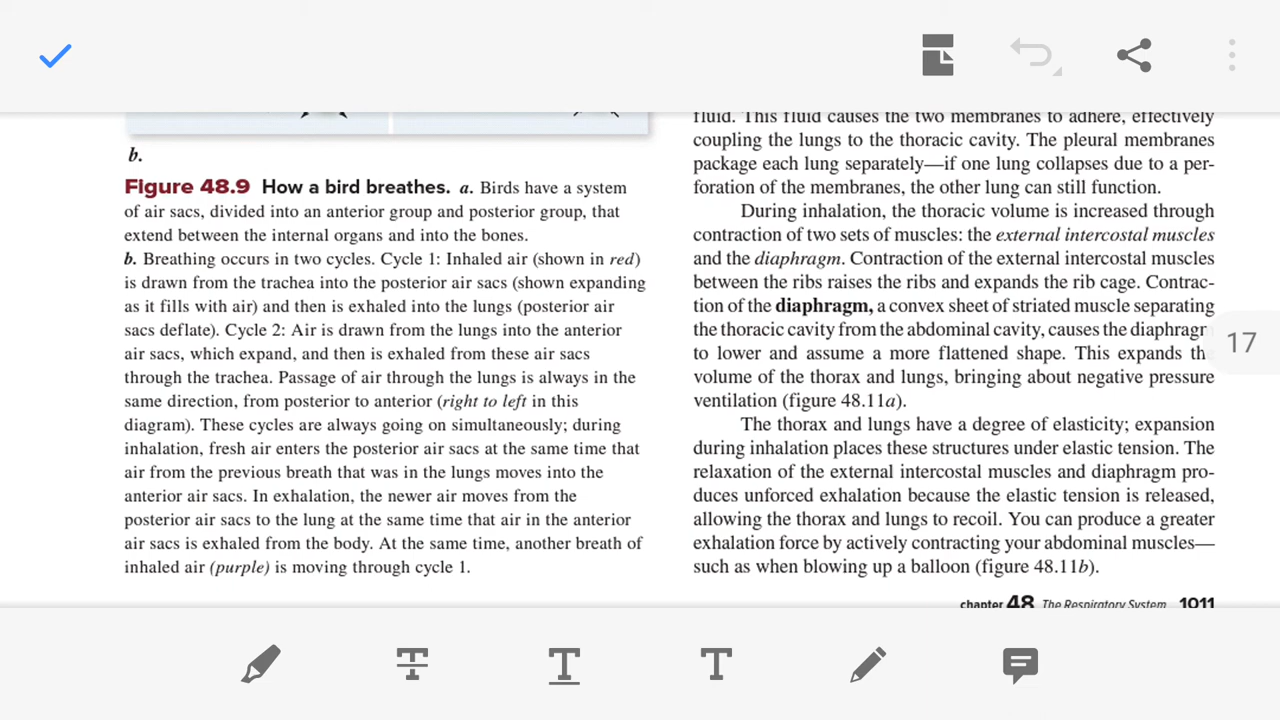 b.
Figure 48.9 How a bird breathes. a. Birds have a system
of air sacs, divided into an anterior group and posterior group, that
extend between the internal organs and into the bones.
b. Breathing occurs in two cycles. Cycle 1: Inhaled air (shown in red)
is drawn from the trachea into the posterior air sacs (shown expanding
as it fills with air) and then is exhaled into the lungs (posterior air
sacs deflate). Cycle 2: Air is drawn from the lungs into the anterior
air sacs, which expand, and then is exhaled from these air sacs
through the trachea. Passage of air through the lungs is always in the
same direction, from posterior to anterior (right to left in this
diagram). These cycles are always going on simultaneously; during
inhalation, fresh air enters the posterior air sacs at the same time that
air from the previous breath that was in the lungs moves into the
anterior air sacs. In exhalation, the newer air moves from the
posterior air sacs to the lung at the same time that air in the anterior
air sacs is exhaled from the body. At the same time, another breath of
inhaled air (purple) is moving through cycle 1.
fluid. This fluid causes the two membranes to adhere, effectively
coupling the lungs to the thoracic cavity. The pleural membranes
package each lung separately—if one lung collapses due to a per-
foration of the membranes, the other lung can still function.
During inhalation, the thoracic volume is increased through
contraction of two sets of muscles: the external intercostal muscles
and the diaphragm. Contraction of the external intercostal muscles
between the ribs raises the ribs and expands the rib cage. Contrac-
tion of the diaphragm, a convex sheet of striated muscle separating
the thoracic cavity from the abdominal cavity, causes the diaphragm
to lower and assume a more flattened shape. This expands the
volume of the thorax and lungs, bringing about negative pressure
ventilation (figure 48.11a).
The thorax and lungs have a degree of elasticity; expansion
during inhalation places these structures under elastic tension. The
relaxation of the external intercostal muscles and diaphragm pro-
duces unforced exhalation because the elastic tension is released,
allowing the thorax and lungs to recoil. You can produce a greater
exhalation force by actively contracting your abdominal muscles—
such as when blowing up a balloon (figure 48.11b).
chapter 48 The Respiratory System 1011
17